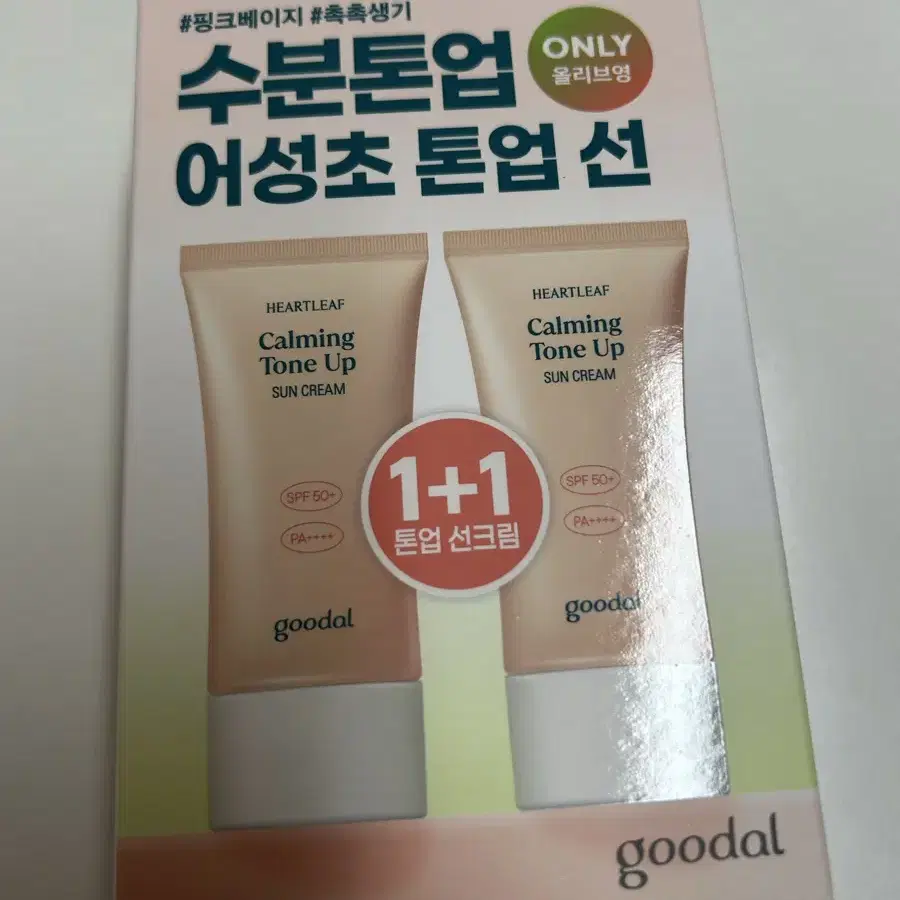 #핑크베이지 #촉촉생기
수분톤업
어성초 톤업 선
ONLY
올리브영
HEARTLEAF
Calming
Tone Up
SUN CREAM
SPF 50+
PA++++
goodal
HEARTLEAF
Calming
Tone Up
SUN CREAM
SPF 50+
PA++++
goodal
1+1
톤업 선크림
goodal